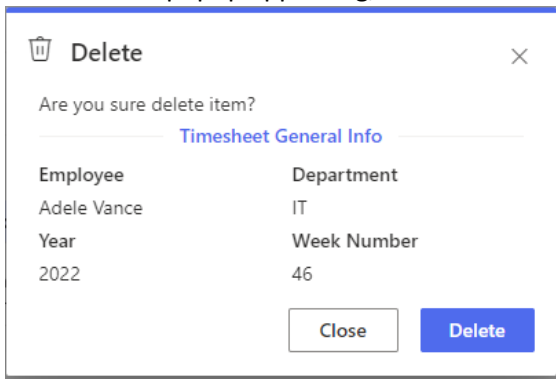 Delete
Are you sure delete item?
Timesheet General Info
Employee Department
Adele Vance IT
Year Week Number
2022 46
Close Delete